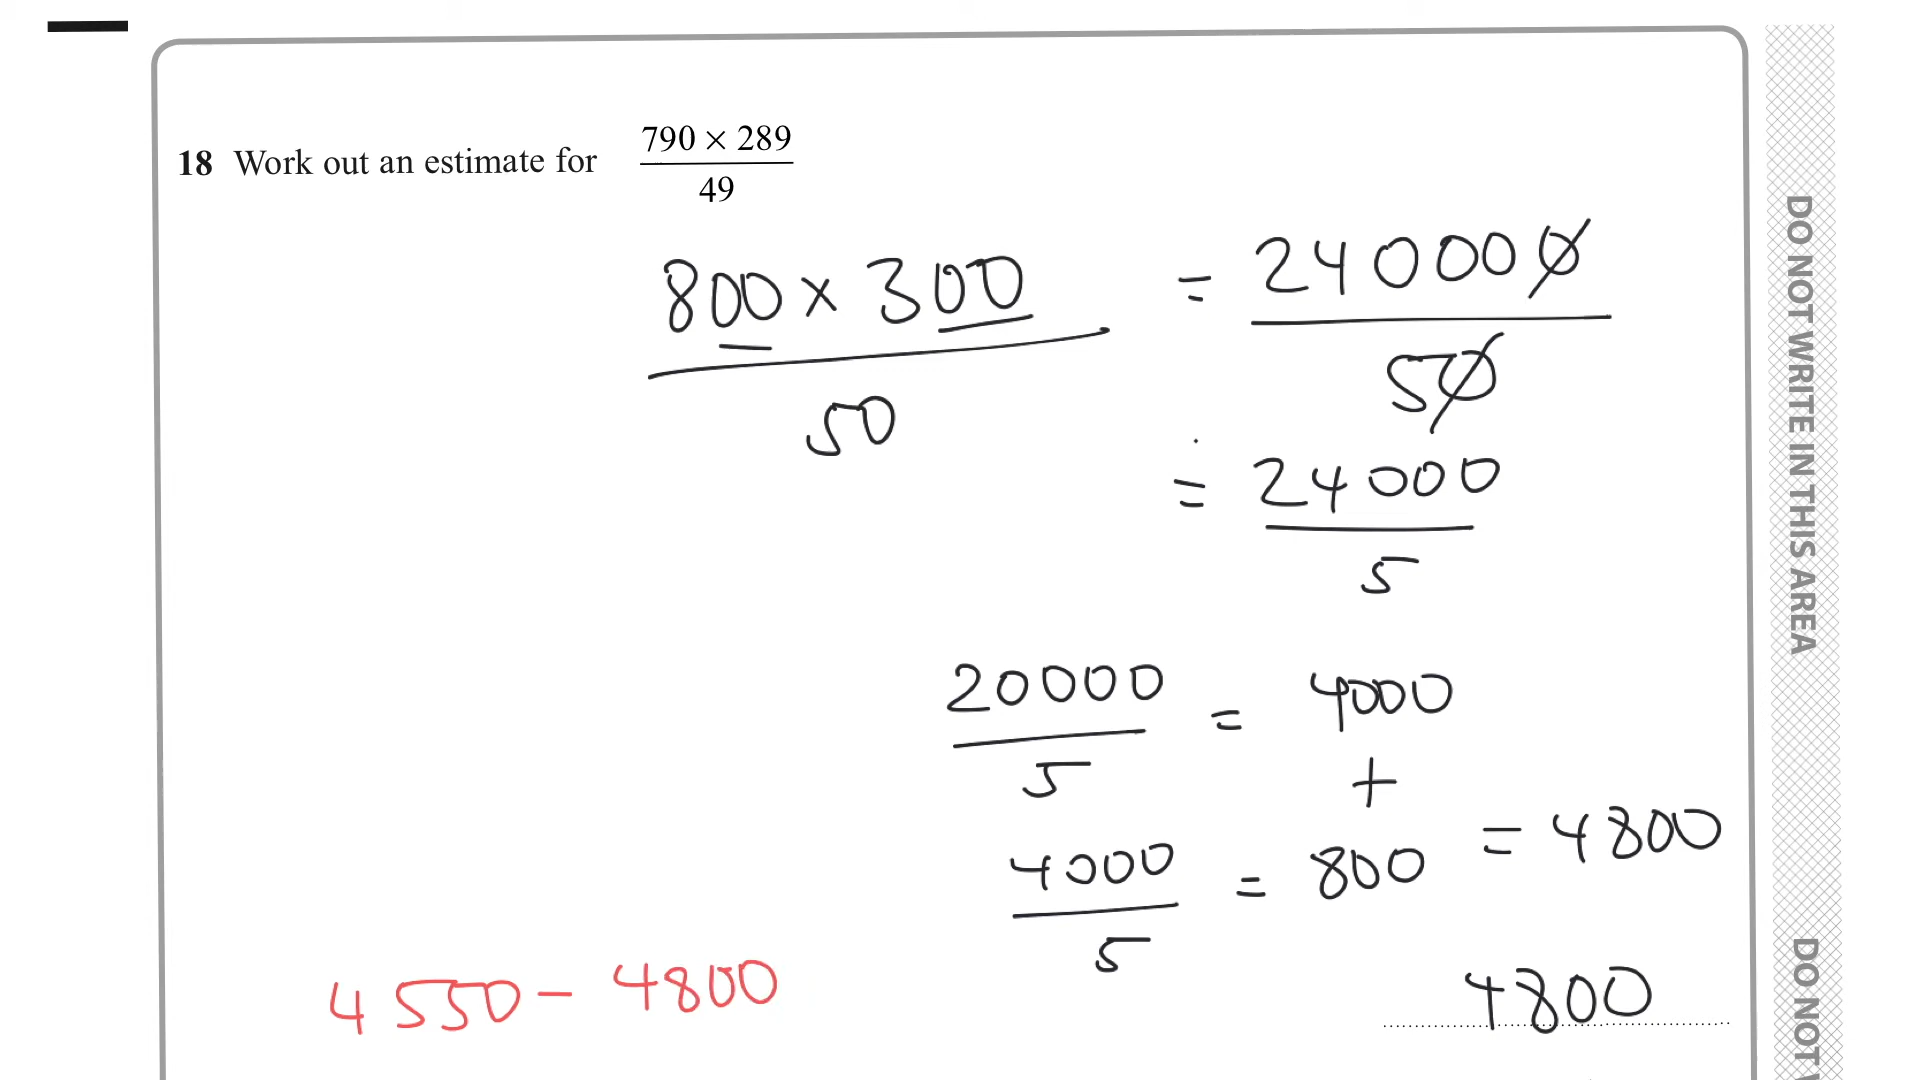 18 Work out an estimate for 790 × 289
49
800 × 300 = 240000
50 50
= 24000
5
20000 = 4000
5 +
4000 = 800 = 4800
5
4550 - 4800
4800
DO NOT WRITE IN THIS AREA
DO NOT